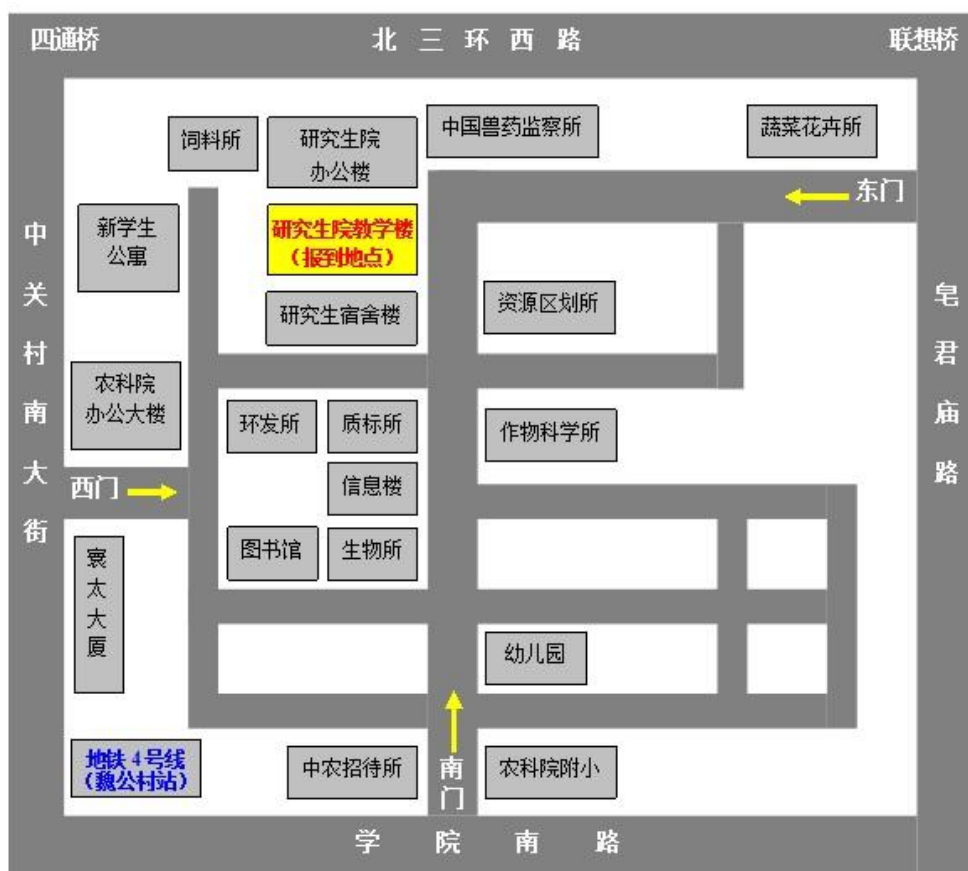 四通桥
北三环西路
联想桥
饲料所
研究生院
办公楼
中国兽药监察所
蔬菜花卉所
东门
中关村南大街
新学生
公寓
研究生院教学楼
（报到地点）
研究生宿舍楼
资源区划所
皂君庙路
农科院
办公大楼
环发所
质标所
作物科学所
西门
信息楼
图书馆
生物所
寰太大厦
幼儿园
地铁4号线
（魏公村站）
中农招待所
南门
农科院附小
学院南路